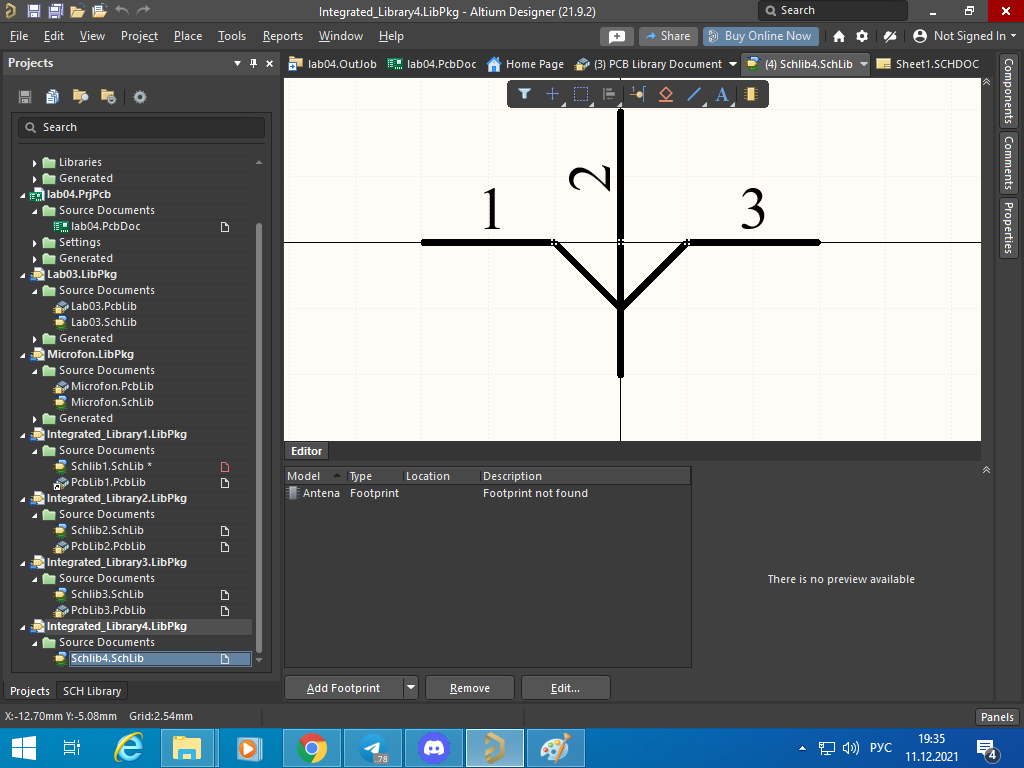 Integrated_Library4.LibPkg - Altium Designer (21.9.2)
Search
File Edit View Project Place Tools Reports Window Help
Share
Buy Online Now
Not Signed In
Projects
lab04.OutJob
lab04.PcbDoc
Home Page
(3) PCB Library Document
(4) Schlib4.SchLib
Sheet1.SCHDOC
Search
Libraries
Generated
lab04.PrjPcb
Source Documents
lab04.PcbDoc
Settings
Generated
Lab03.LibPkg
Source Documents
Lab03.PcbLib
Lab03.SchLib
Generated
Microfon.LibPkg
Source Documents
Microfon.PcbLib
Microfon.SchLib
Generated
Integrated_Library1.LibPkg
Source Documents
Schlib1.SchLib *
PcbLib1.PcbLib
Integrated_Library2.LibPkg
Source Documents
Schlib2.SchLib
PcbLib2.PcbLib
Integrated_Library3.LibPkg
Source Documents
Schlib3.SchLib
PcbLib3.PcbLib
Integrated_Library4.LibPkg
Source Documents
Schlib4.SchLib
Projects SCH Library
A
1
2
3
Components
Comments
Properties
Editor
Model Type Location Description
Antena Footprint Footprint not found
There is no preview available
Add Footprint Remove Edit...
X:-12.70mm Y:-5.08mm Grid:2.54mm
Panels
.78
РУС
19:35
11.12.2021
4